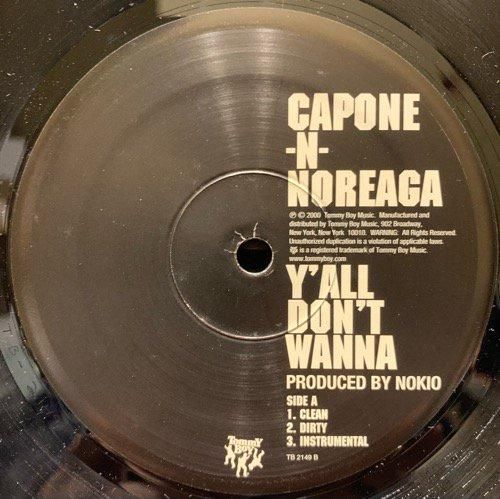 CAPONE
-N-
NOREAGA
℗ © 2000 Tommy Boy Music. Manufactured and
distributed by Tommy Boy Music, 902 Broadway,
New York, New York 10010. WARNING: All Rights Reserved.
Unauthorized duplication is a violation of applicable laws.
is a registered trademark of Tommy Boy Music.
www.tommyboy.com
Y'ALL
DON'T
WANNA
PRODUCED BY NOKIO
SIDE A
1. CLEAN
2. DIRTY
3. INSTRUMENTAL
TB 2149 B
TOMMY
BOY